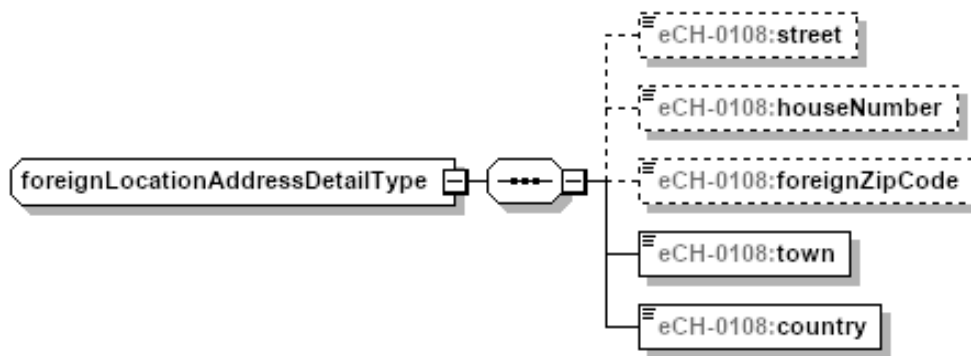 eCH-0108:street
eCH-0108:houseNumber
foreignLocationAddressDetailType
eCH-0108:foreignZipCode
eCH-0108:town
eCH-0108:country